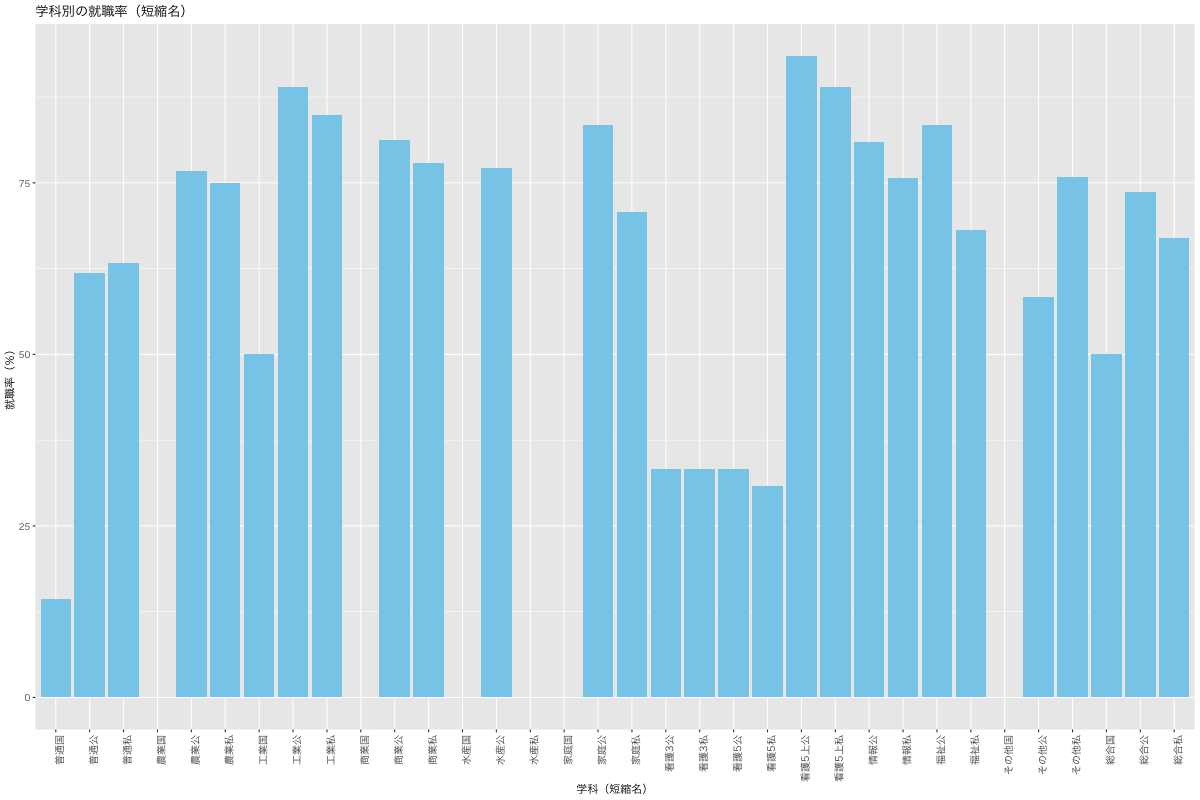 学科別の就職率（短縮名）
就職率（%）
75
50
25
0
普通国
普通公
普通私
農業国
農業公
農業私
工業国
工業公
工業私
商業国
商業公
商業私
水産国
水産公
水産私
家庭国
家庭公
家庭私
看護3公
看護3私
看護5公
看護5私
看護5上公
看護5上私
情報公
情報私
福祉公
福祉私
その他国
その他公
その他私
総合国
総合公
総合私
学科（短縮名）